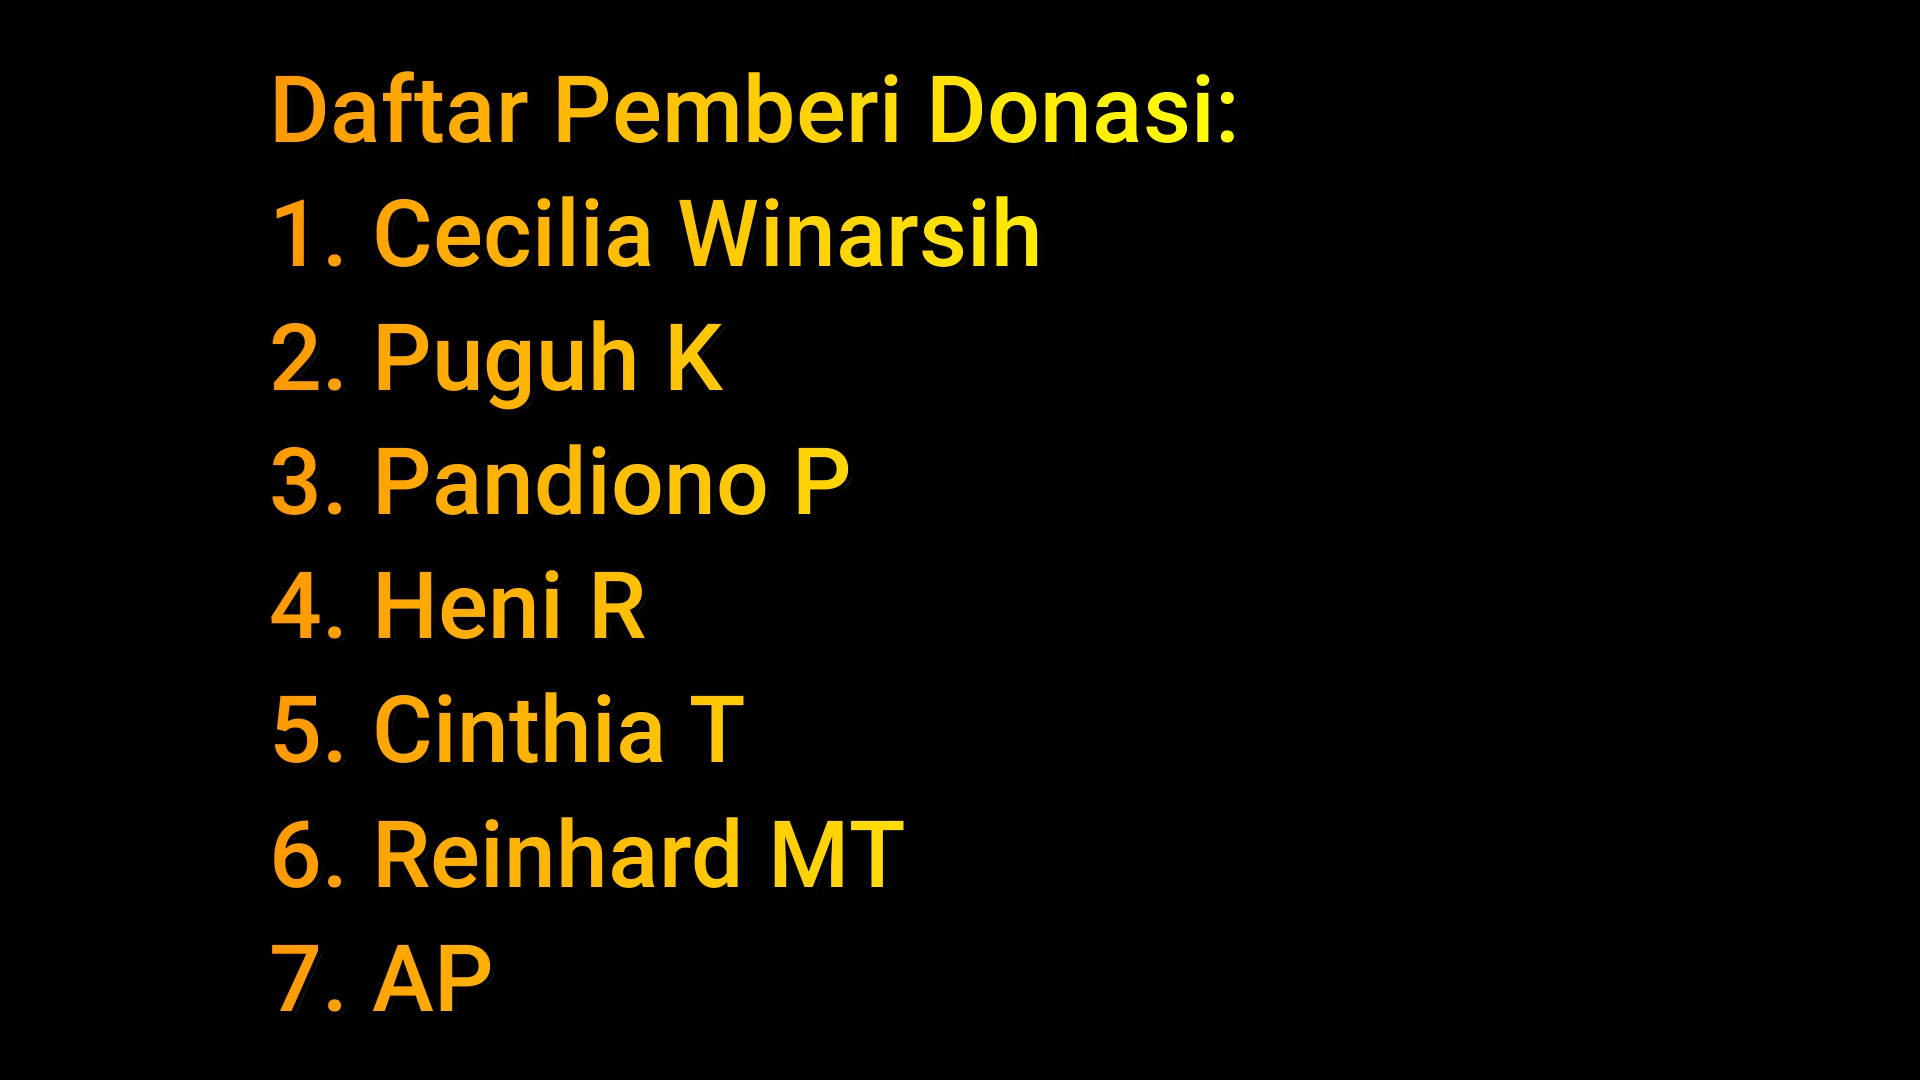 Daftar Pemberi Donasi:
1. Cecilia Winarsih
2. Puguh K
3. Pandiono P
4. Heni R
5. Cinthia T
6. Reinhard MT
7. AP